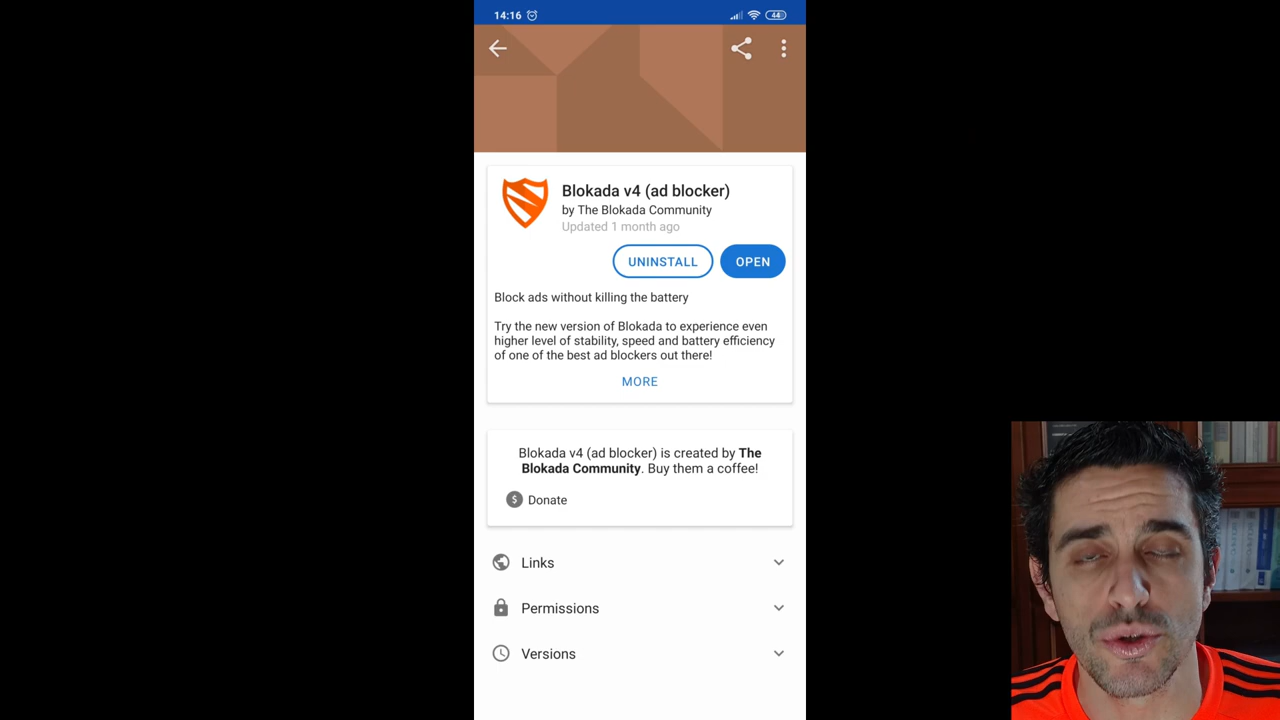 14:16
44
Blokada v4 (ad blocker)
by The Blokada Community
Updated 1 month ago
UNINSTALL
OPEN
Block ads without killing the battery
Try the new version of Blokada to experience even
higher level of stability, speed and battery efficiency
of one of the best ad blockers out there!
MORE
Blokada v4 (ad blocker) is created by The
Blokada Community. Buy them a coffee!
$ Donate
Links
Permissions
Versions